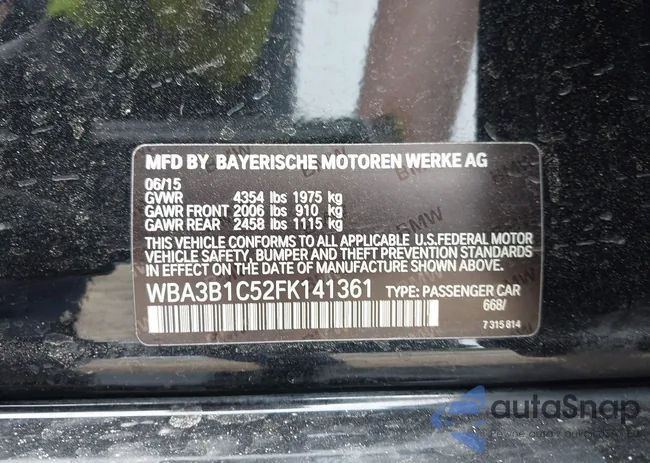 MFD BY BAYERISCHE MOTOREN WERKE AG
06/15
GVWR 4354 lbs 1975 kg
GAWR FRONT 2006 lbs 910 kg
GAWR REAR 2458 lbs 1115 kg
THIS VEHICLE CONFORMS TO ALL APPLICABLE U.S.FEDERAL MOTOR
VEHICLE SAFETY, BUMPER AND THEFT PREVENTION STANDARDS
IN EFFECT ON THE DATE OF MANUFACTURE SHOWN ABOVE.
WBA3B1C52FK141361 TYPE: PASSENGER CAR
668/
7 315 814
autaSnap